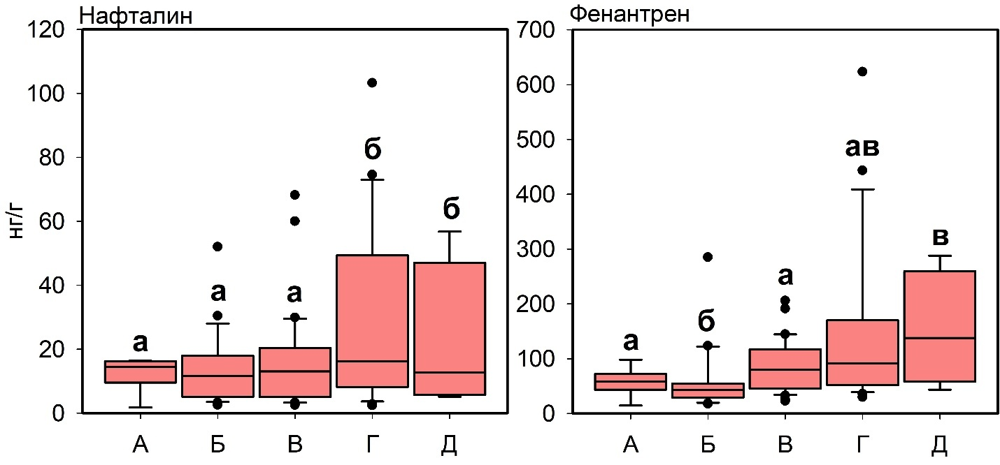 Нафталин
120
100
80
60
40
20
0
нг/г
а
а
а
б
б
А Б В Г Д
Фенантрен
700
600
500
400
300
200
100
0
а
б
а
ав
в
А Б В Г Д